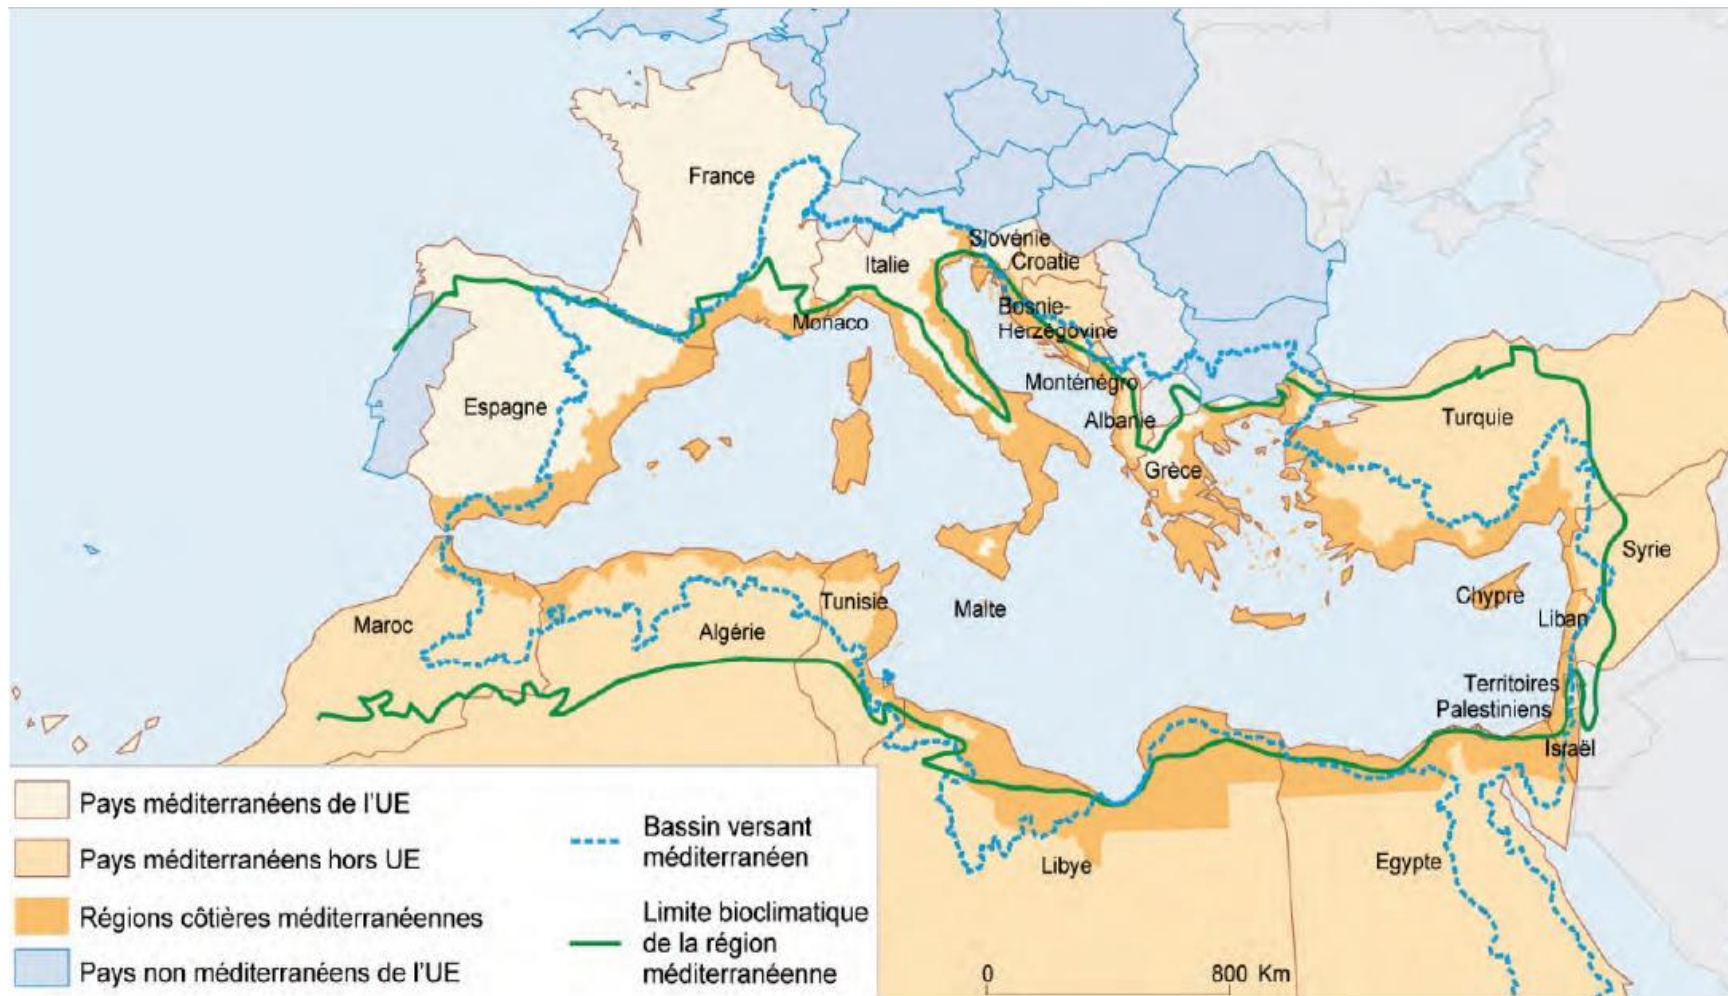 France
Slovénie
Croatie
Italie
Bosnie-
Herzégovine
Monaco
Monténégro
Espagne
Albanie
Turquie
Grèce
Syrie
Chypre
Maroc
Tunisie
Malte
Algérie
Liban
Territoires
Palestiniens
Israël
Libye
Egypte
Pays méditerranéens de l'UE
Pays méditerranéens hors UE
Régions côtières méditerranéennes
Pays non méditerranéens de l'UE
Bassin versant
méditerranéen
Limite bioclimatique
de la région
méditerranéenne
0 800 Km